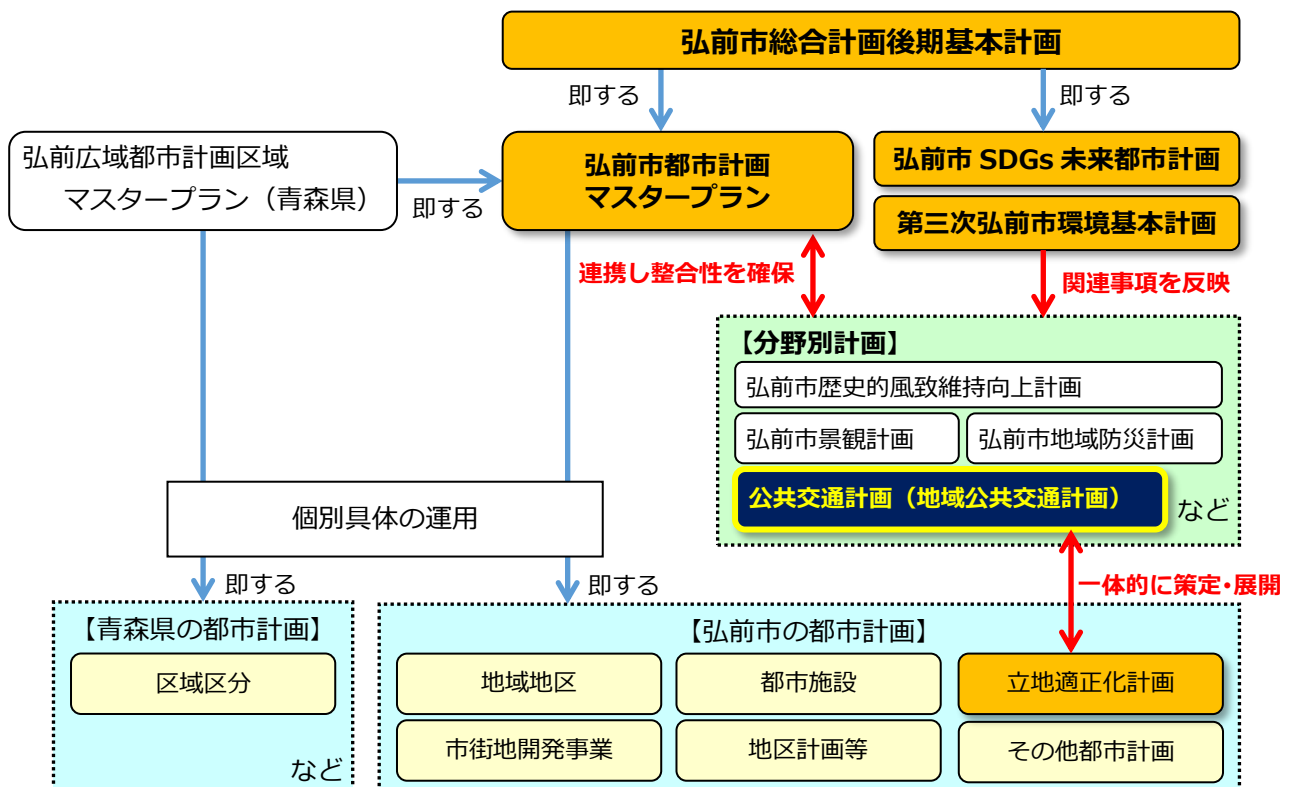 弘前市総合計画後期基本計画
即する
即する
弘前広域都市計画区域
マスタープラン（青森県）
即する
弘前市都市計画
マスタープラン
弘前市 SDGs 未来都市計画
第三次弘前市環境基本計画
連携し整合性を確保
関連事項を反映
【分野別計画】
弘前市歴史的風致維持向上計画
弘前市景観計画
弘前市地域防災計画
公共交通計画（地域公共交通計画）
など
個別具体の運用
即する
即する
一体的に策定・展開
【青森県の都市計画】
区域区分
など
【弘前市の都市計画】
地域地区
都市施設
立地適正化計画
市街地開発事業
地区計画等
その他都市計画